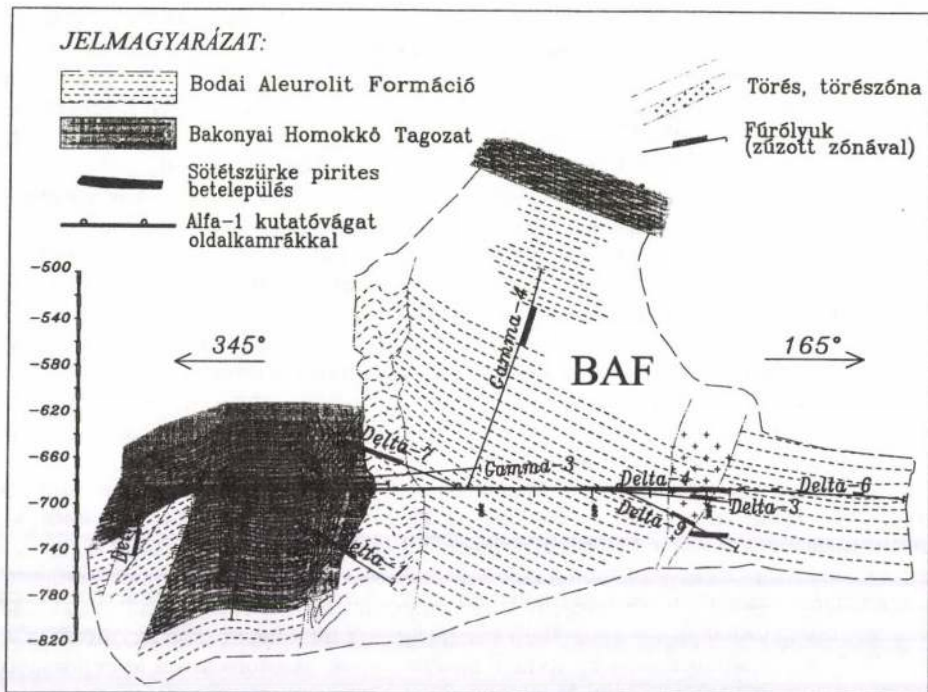 JELMAGYARÁZAT:
Bodai Aleurolit Formáció
Bakonyai Homokkő Tagozat
Sötétszürke pirites
betelepülés
Alfa-1 kutatóvágat
oldalkamrákkal
Törés, törészóna
Fúrólyuk
(zúzott zónával)
-500
-540
-580
-620
-660
-700
-740
-780
-820
345°
165°
BAF
Gamma-4
Delta-7
Gamma-3
Delta-4
Delta-6
Delta-3
Delta-9